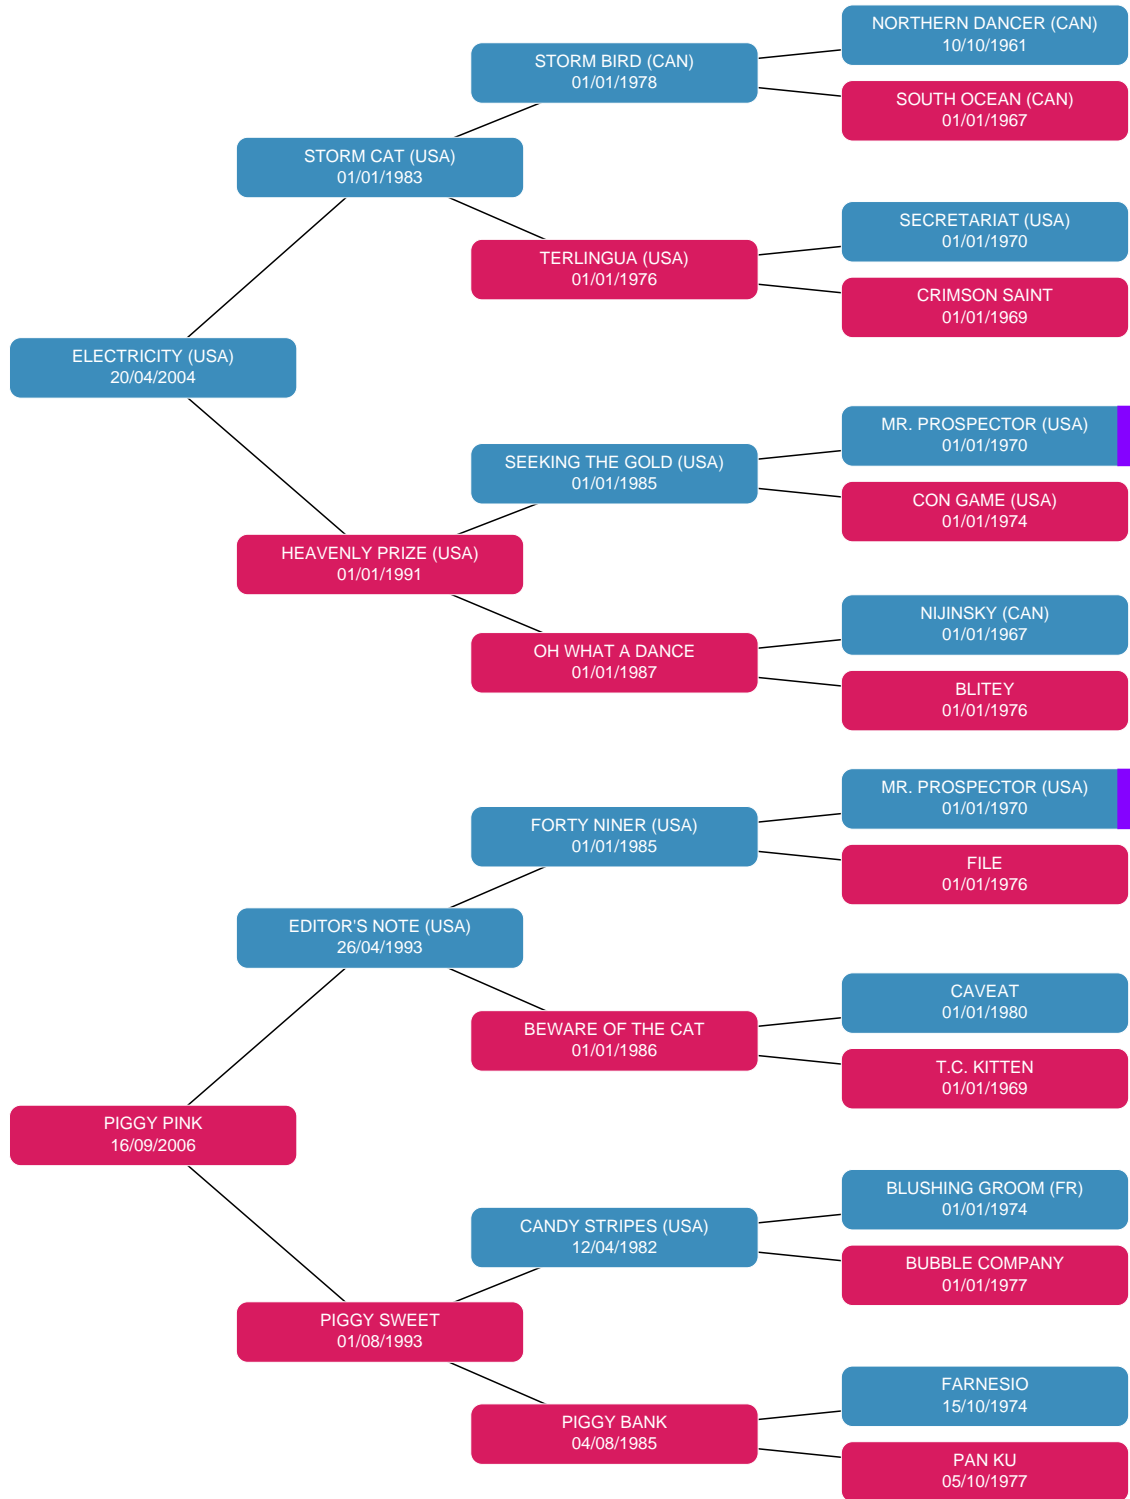 NORTHERN DANCER (CAN)
10/10/1961
STORM BIRD (CAN)
01/01/1978
SOUTH OCEAN (CAN)
01/01/1967
STORM CAT (USA)
01/01/1983
SECRETARIAT (USA)
01/01/1970
TERLINGUA (USA)
01/01/1976
CRIMSON SAINT
01/01/1969
ELECTRICITY (USA)
20/04/2004
MR. PROSPECTOR (USA)
01/01/1970
SEEKING THE GOLD (USA)
01/01/1985
CON GAME (USA)
01/01/1974
HEAVENLY PRIZE (USA)
01/01/1991
NIJINSKY (CAN)
01/01/1967
OH WHAT A DANCE
01/01/1987
BLITEY
01/01/1976
MR. PROSPECTOR (USA)
01/01/1970
FORTY NINER (USA)
01/01/1985
FILE
01/01/1976
EDITOR'S NOTE (USA)
26/04/1993
CAVEAT
01/01/1980
BEWARE OF THE CAT
01/01/1986
T.C. KITTEN
01/01/1969
PIGGY PINK
16/09/2006
BLUSHING GROOM (FR)
01/01/1974
CANDY STRIPES (USA)
12/04/1982
BUBBLE COMPANY
01/01/1977
PIGGY SWEET
01/08/1993
FARNESIO
15/10/1974
PIGGY BANK
04/08/1985
PAN KU
05/10/1977